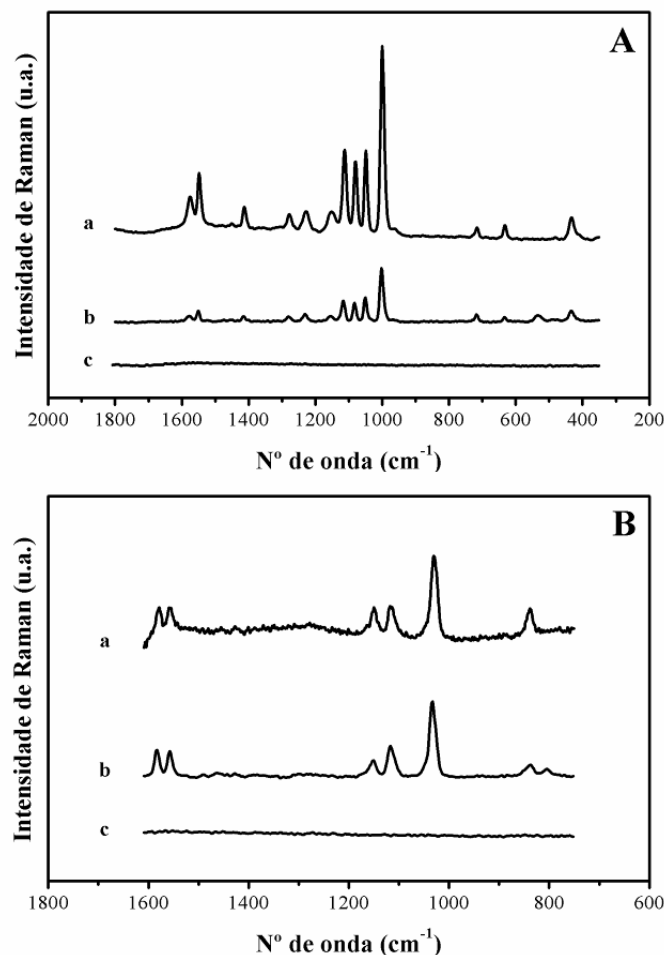 A
Intensidade de Raman (u.a.)
a
b
c
2000 1800 1600 1400 1200 1000 800 600 400 200
Nº de onda (cm⁻¹)
B
Intensidade de Raman (u.a.)
a
b
c
1800 1600 1400 1200 1000 800 600
Nº de onda (cm⁻¹)